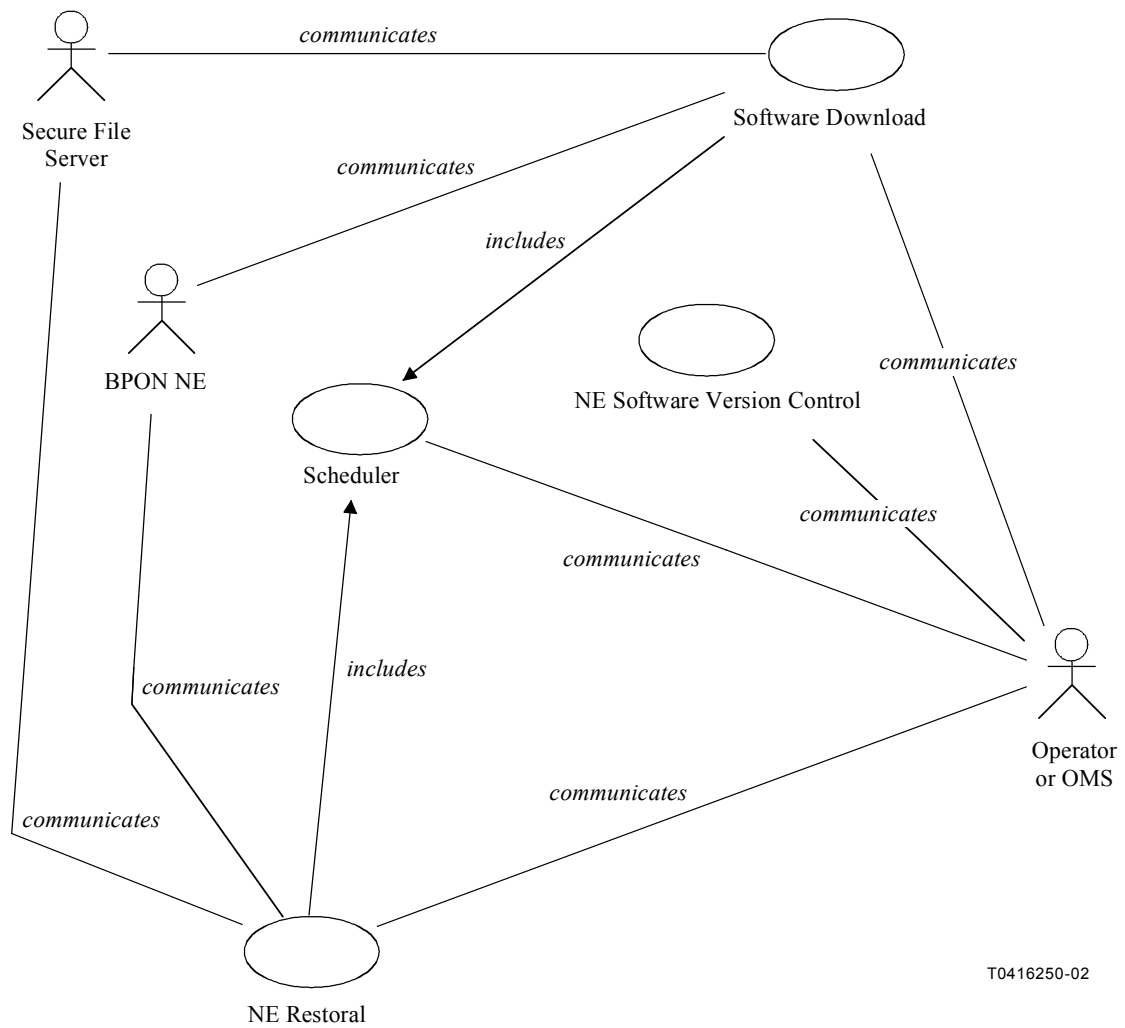 communicates
Secure File
Server
Software Download
communicates
includes
BPON NE
communicates
NE Software Version Control
Scheduler
communicates
communicates
includes
communicates
Operator
or OMS
communicates
communicates
T0416250-02
NE Restoral